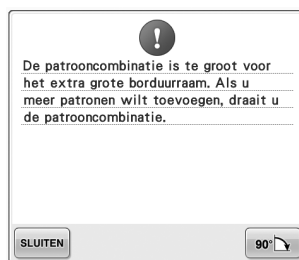 De patrooncombinatie is te groot voor
het extra grote borduurraam. Als u
meer patronen wilt toevoegen, draait u
de patrooncombinatie.
SLUITEN
90°